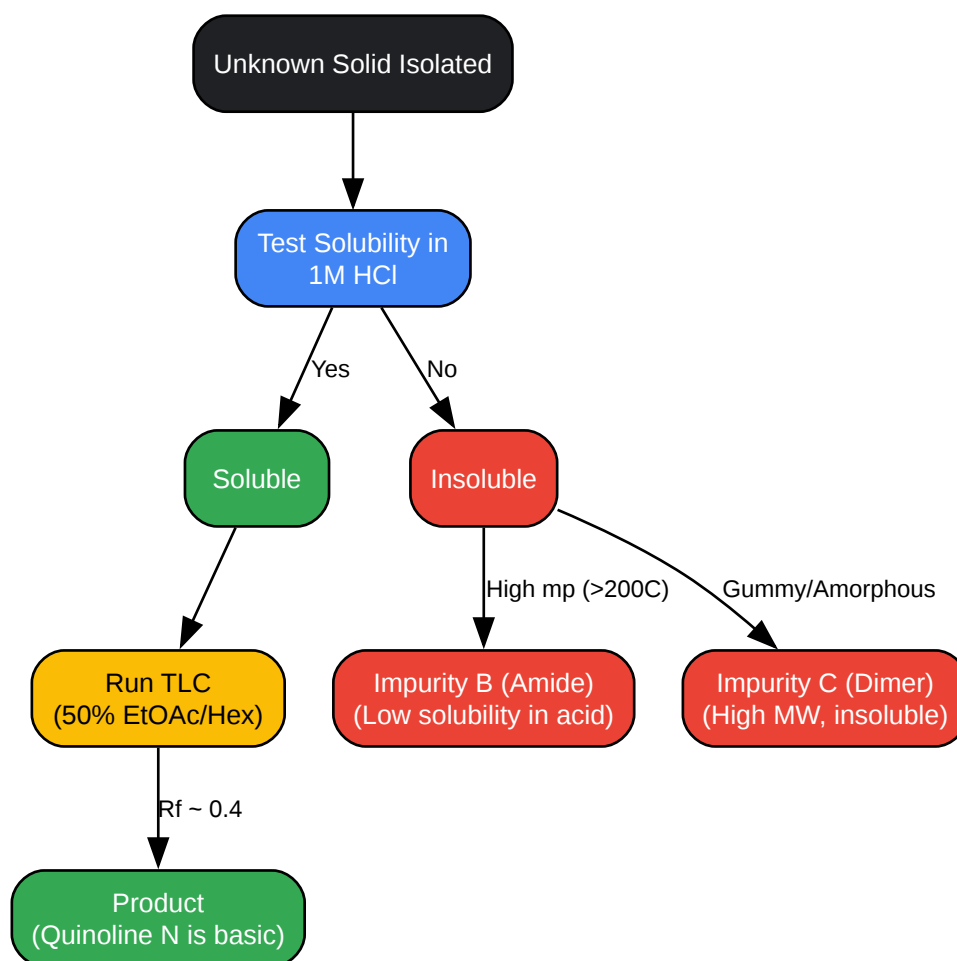 Unknown Solid Isolated
Test Solubility in
1M HCl
Yes
No
Soluble
Insoluble
High mp (>200C)
Gummy/Amorphous
Run TLC
(50% EtOAc/Hex)
Impurity B (Amide)
(Low solubility in acid)
Impurity C (Dimer)
(High MW, insoluble)
Rf ~ 0.4
Product
(Quinoline N is basic)